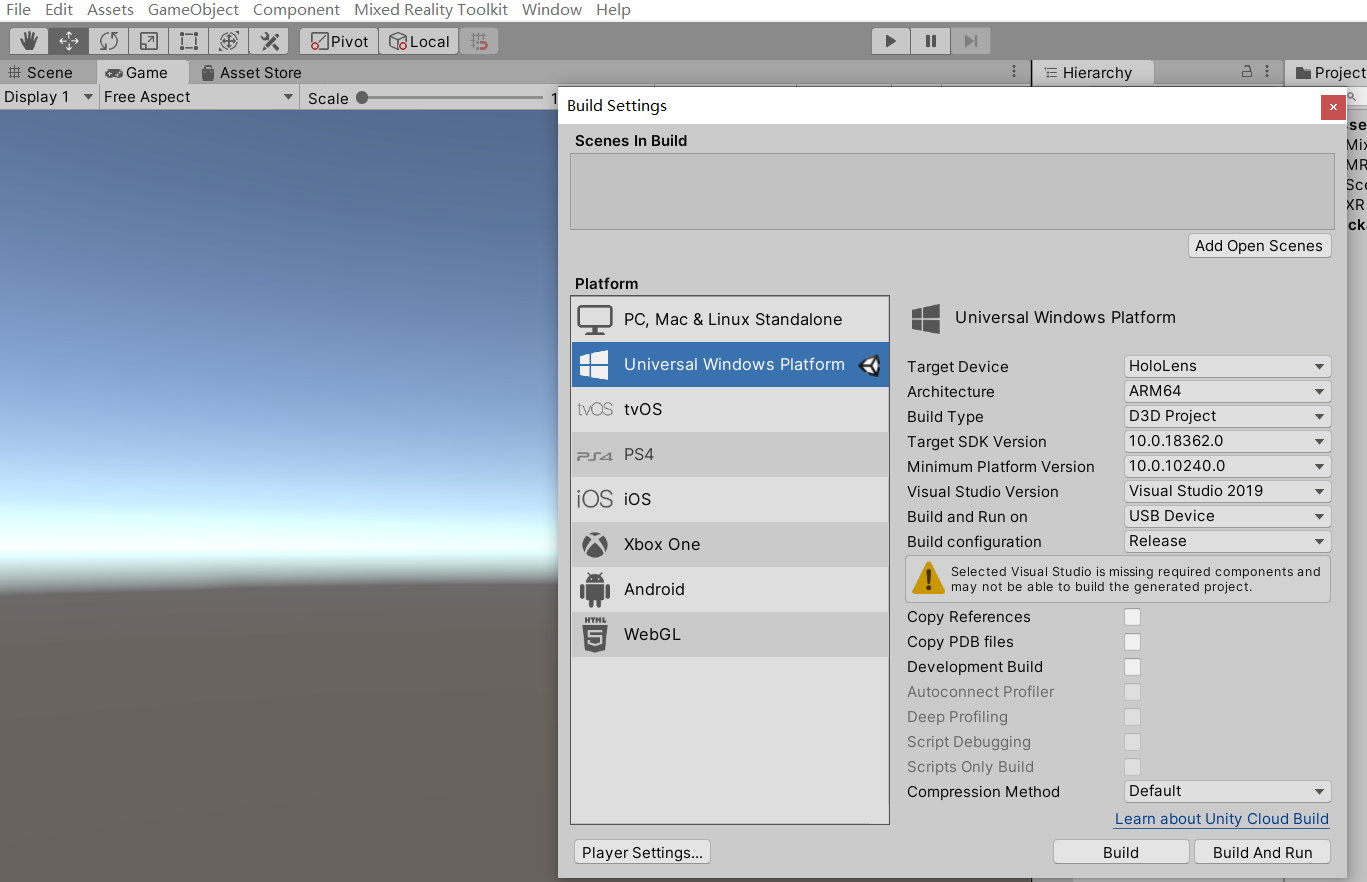 File Edit Assets GameObject Component Mixed Reality Toolkit Window Help
Pivot Local
Scene Game Asset Store Hierarchy Project
Display 1 Free Aspect Scale 1
Build Settings
Scenes In Build
Add Open Scenes
Platform
PC, Mac & Linux Standalone
Universal Windows Platform
tvOS tvOS
PS4 PS4
iOS iOS
Xbox One
Android
HTML 5 WebGL
Universal Windows Platform
Target Device HoloLens
Architecture ARM64
Build Type D3D Project
Target SDK Version 10.0.18362.0
Minimum Platform Version 10.0.10240.0
Visual Studio Version Visual Studio 2019
Build and Run on USB Device
Build configuration Release
Selected Visual Studio is missing required components and
may not be able to build the generated project.
Copy References
Copy PDB files
Development Build
Autoconnect Profiler
Deep Profiling
Script Debugging
Scripts Only Build
Compression Method Default
Learn about Unity Cloud Build
Player Settings... Build Build And Run
sse
Mix
MR
Sce
XR
cka